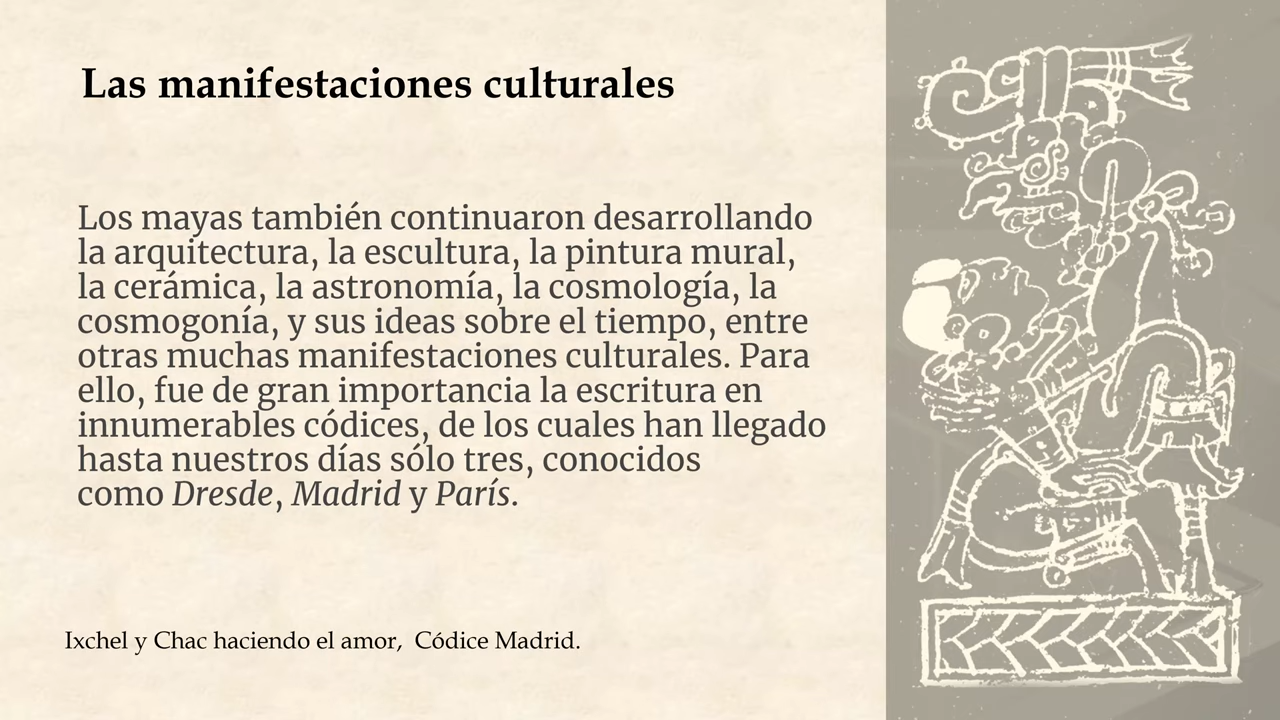 Las manifestaciones culturales
Los mayas también continuaron desarrollando
la arquitectura, la escultura, la pintura mural,
la cerámica, la astronomía, la cosmología, la
cosmogonía, y sus ideas sobre el tiempo, entre
otras muchas manifestaciones culturales. Para
ello, fue de gran importancia la escritura en
innumerables códices, de los cuales han llegado
hasta nuestros días sólo tres, conocidos
como Dresde, Madrid y París.
Ixchel y Chac haciendo el amor, Códice Madrid.